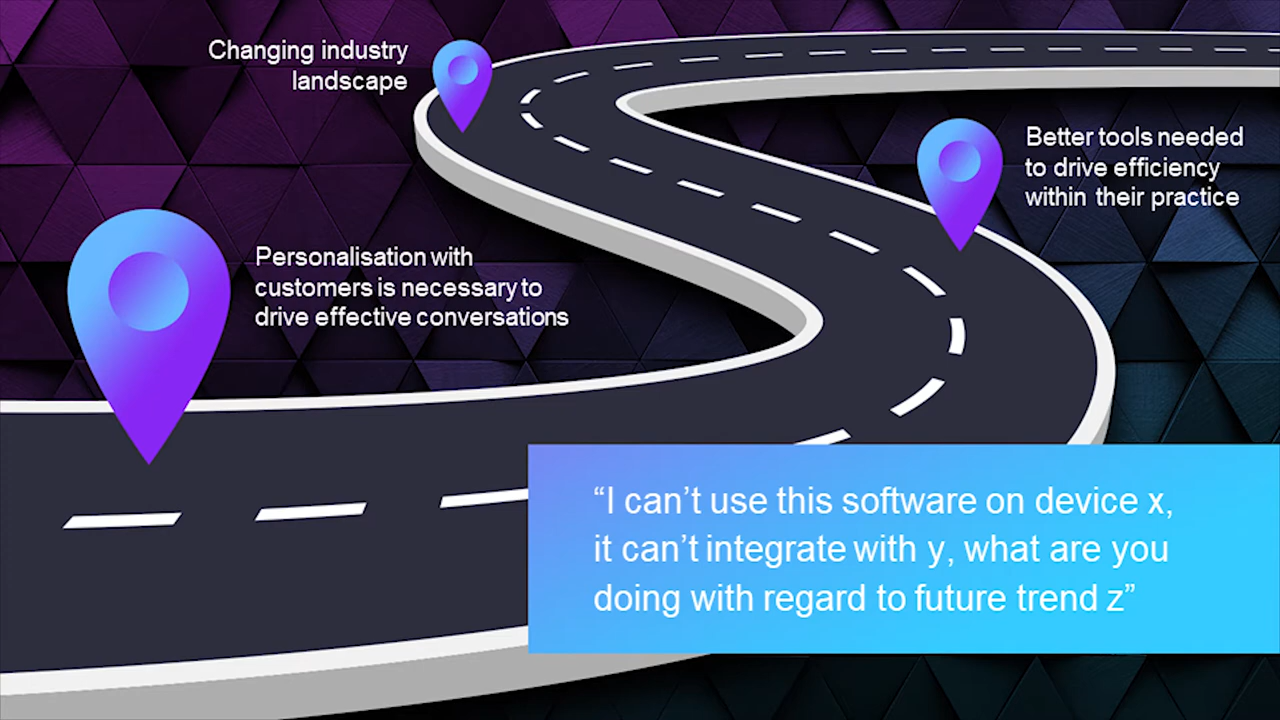 Changing industry
landscape
Better tools needed
to drive efficiency
within their practice
Personalisation with
customers is necessary to
drive effective conversations
“I can’t use this software on device x,
it can’t integrate with y, what are you
doing with regard to future trend z”